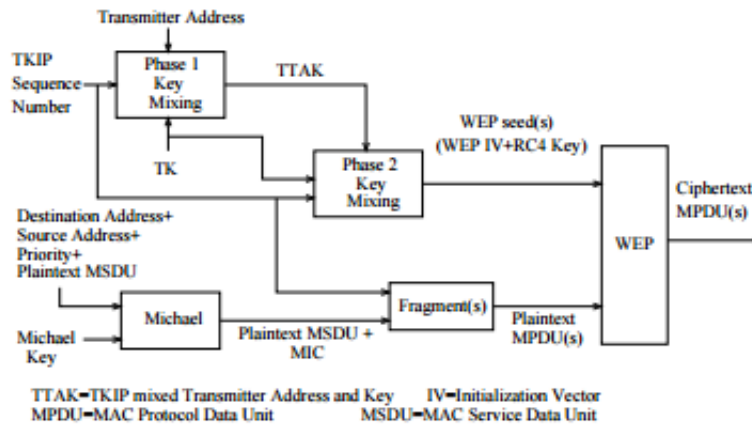 Transmitter Address
TKIP
Sequence
Number
Phase 1
Key
Mixing
TTAK
TK
Phase 2
Key
Mixing
WEP seed(s)
(WEP IV+RC4 Key)
WEP
Ciphertext
MPDU(s)
Destination Address+
Source Address+
Priority+
Plaintext MSDU
Michael
Key
Michael
Plaintext MSDU +
MIC
Fragment(s)
Plaintext
MPDU(s)
TTAK=TKIP mixed Transmitter Address and Key IV=Initialization Vector
MPDU=MAC Protocol Data Unit MSDU=MAC Service Data Unit